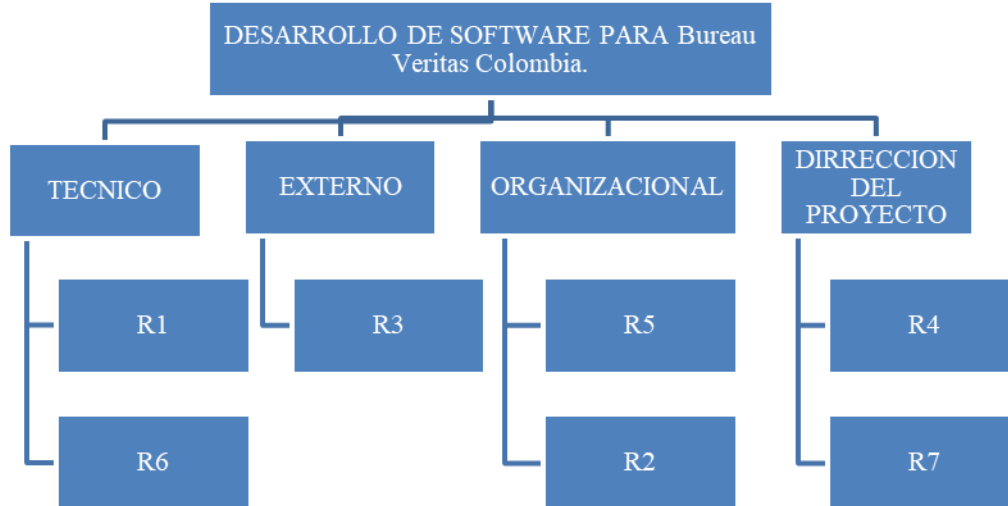 DESARROLLO DE SOFTWARE PARA Bureau
Veritas Colombia.
TECNICO
EXTERNO
ORGANIZACIONAL
DIRRECCION
DEL
PROYECTO
R1
R3
R5
R4
R6
R2
R7